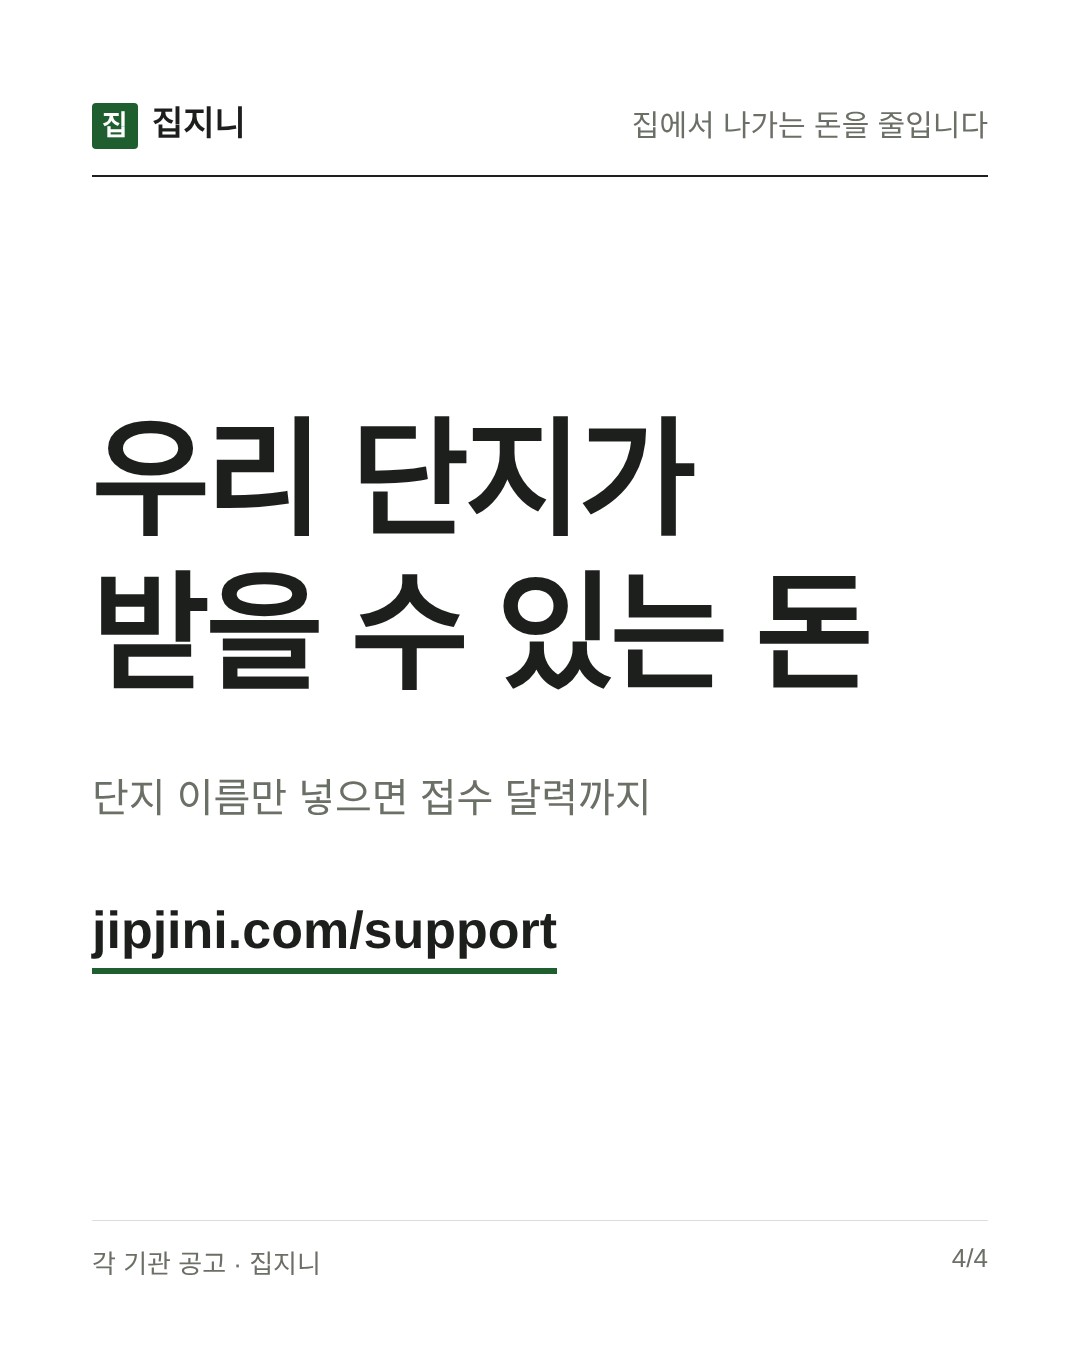 집 집지니
집에서 나가는 돈을 줄입니다
우리 단지가
받을 수 있는 돈
단지 이름만 넣으면 접수 달력까지
jipjini.com/support
각 기관 공고 · 집지니
4/4